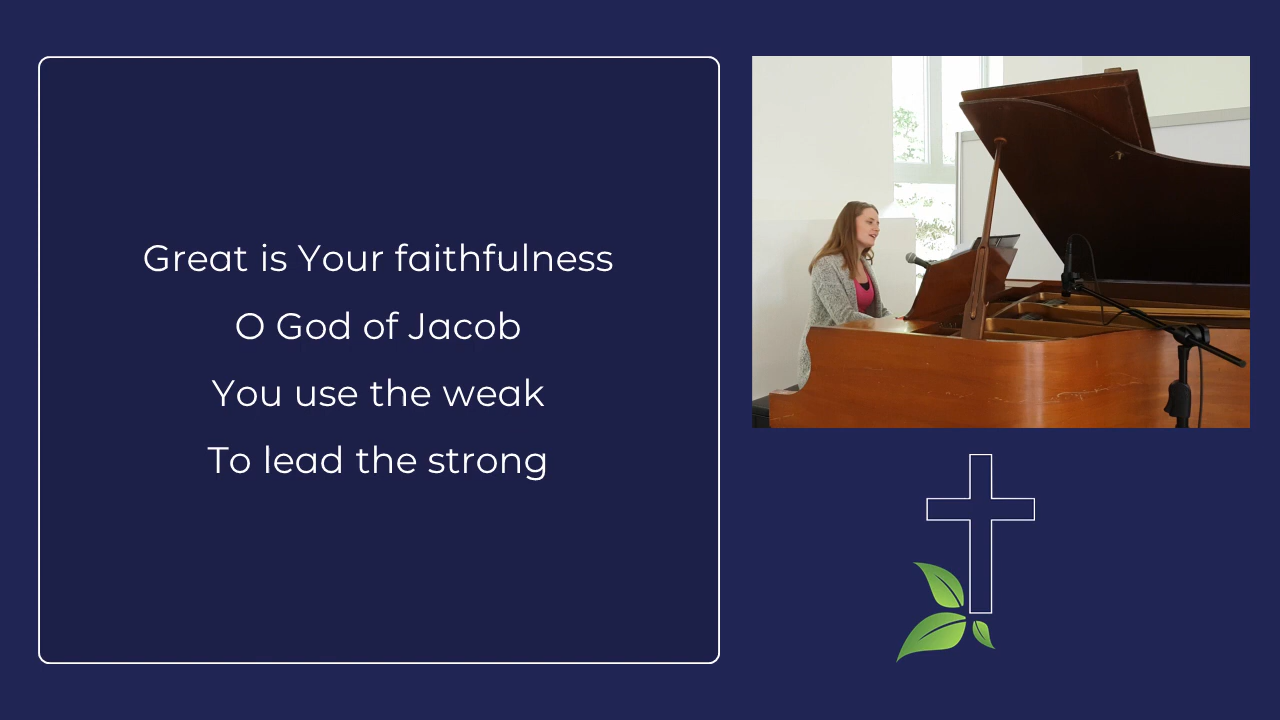 Great is Your faithfulness
O God of Jacob
You use the weak
To lead the strong